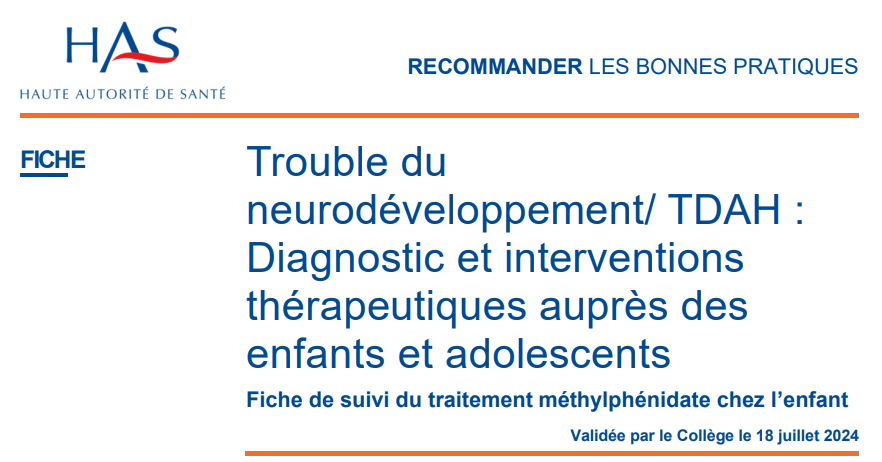 HAS
HAUTE AUTORITÉ DE SANTÉ
RECOMMANDER LES BONNES PRATIQUES
FICHE
Trouble du
neurodéveloppement/ TDAH :
Diagnostic et interventions
thérapeutiques auprès des
enfants et adolescents
Fiche de suivi du traitement méthylphénidate chez l’enfant
Validée par le Collège le 18 juillet 2024